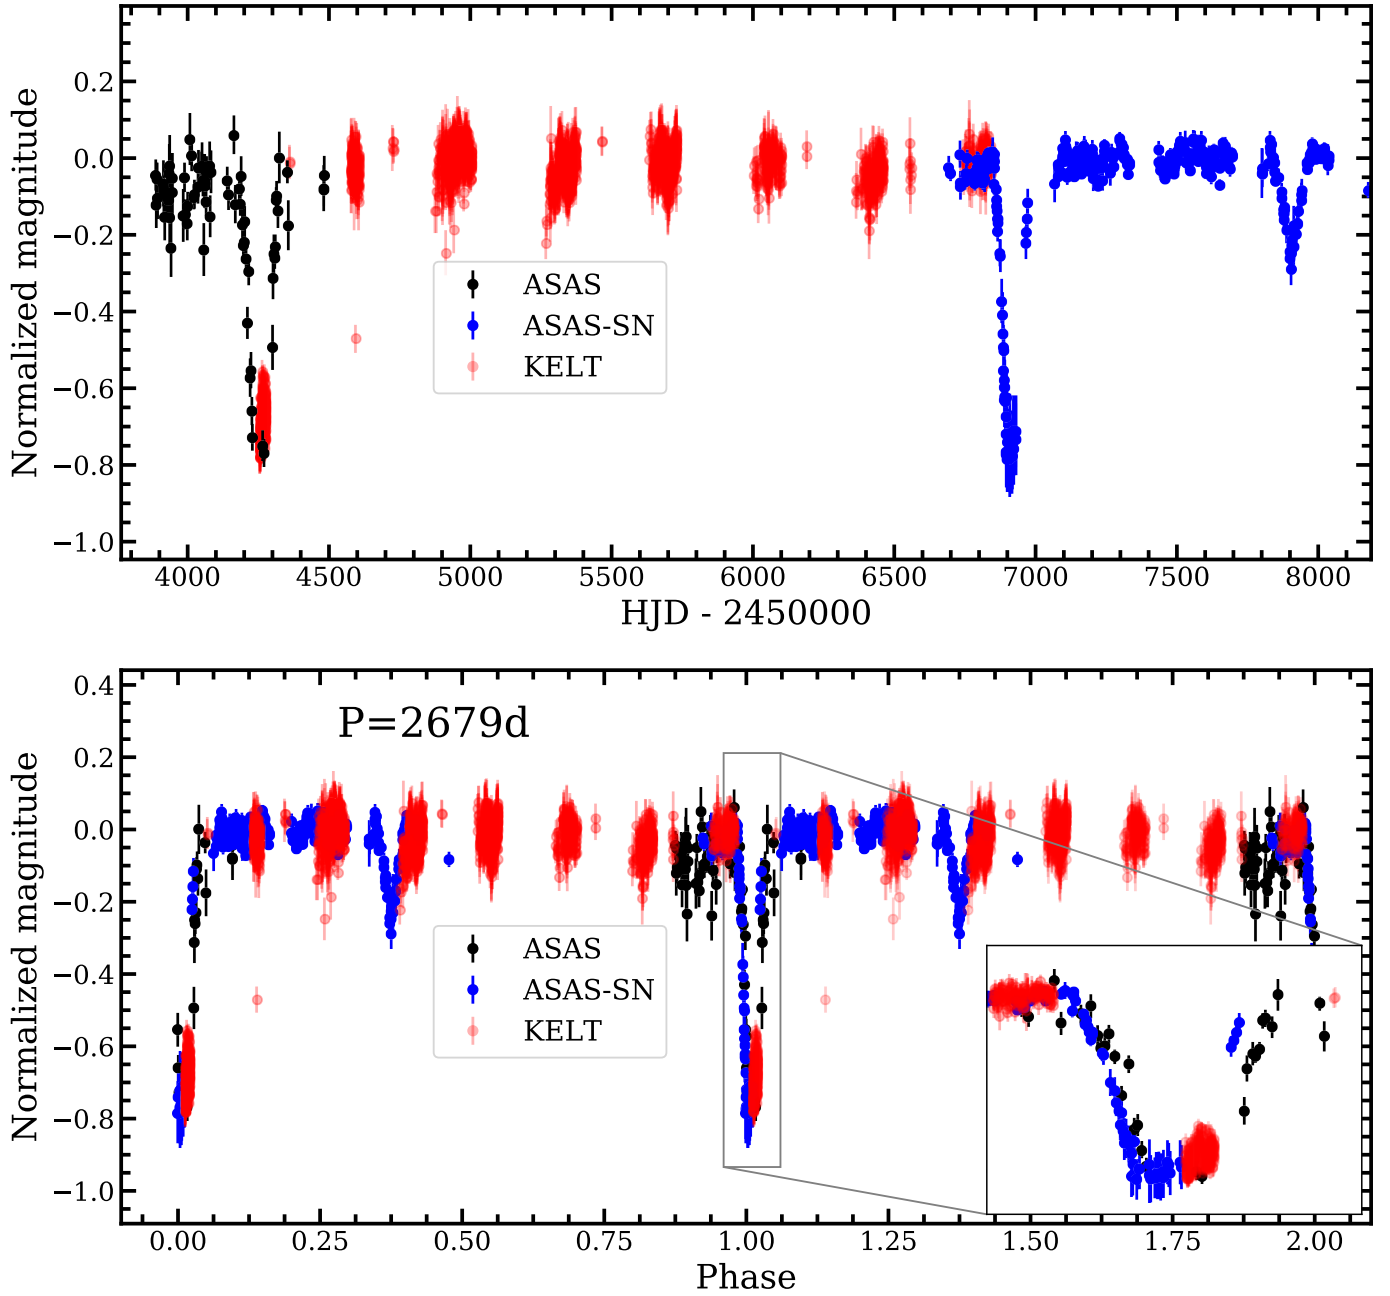 0.2
0.0
−0.2
−0.4
−0.6
−0.8
−1.0
Normalized magnitude
ASAS
ASAS-SN
KELT
4000 4500 5000 5500 6000 6500 7000 7500 8000
HJD - 2450000
0.4
0.2
0.0
−0.2
−0.4
−0.6
−0.8
−1.0
Normalized magnitude
P=2679d
ASAS
ASAS-SN
KELT
0.00 0.25 0.50 0.75 1.00 1.25 1.50 1.75 2.00
Phase